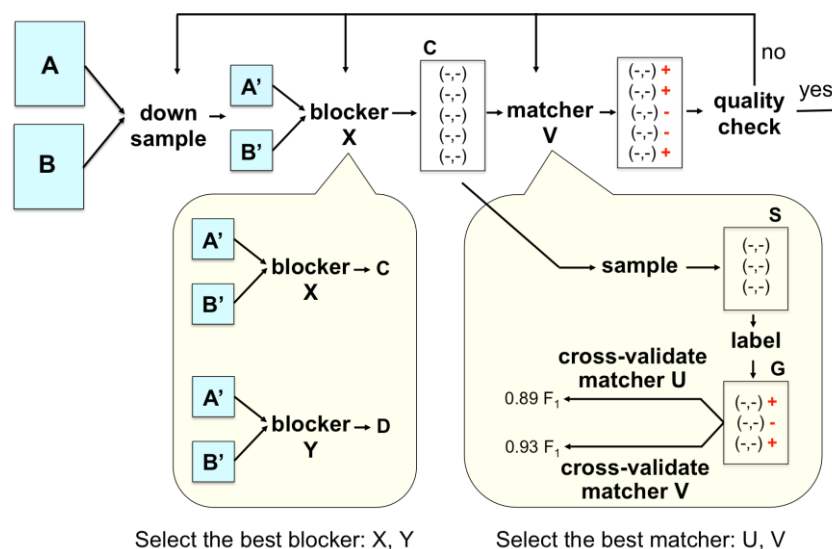 A
B
down
sample
A'
B'
blocker
X
C
(-,-)
(-,-)
(-,-)
(-,-)
(-,-)
matcher
V
(-,-) +
(-,-) +
(-,-) -
(-,-) -
(-,-) +
quality
check
no
yes
A'
B'
blocker
X
C
A'
B'
blocker
Y
D
sample
S
(-,-)
(-,-)
(-,-)
label
G
(-,-) +
(-,-) -
(-,-) +
cross-validate
matcher U
0.89 F₁
0.93 F₁
cross-validate
matcher V
Select the best blocker: X, Y
Select the best matcher: U, V